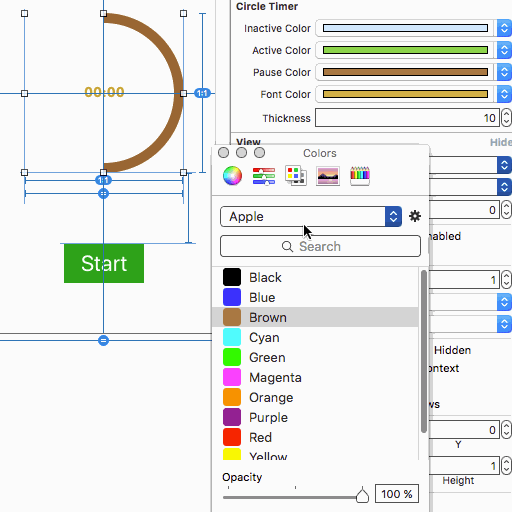 Circle Timer
Inactive Color
Active Color
Pause Color
Font Color
Thickness 10
View Hide
00:00
1:1
1:1
Start
Colors
Apple
Search
Black
Blue
Brown
Cyan
Green
Magenta
Orange
Purple
Red
Yellow
Opacity
100 %
0
nabled
1
Hidden
ontext
ws
0
Y
1
Height